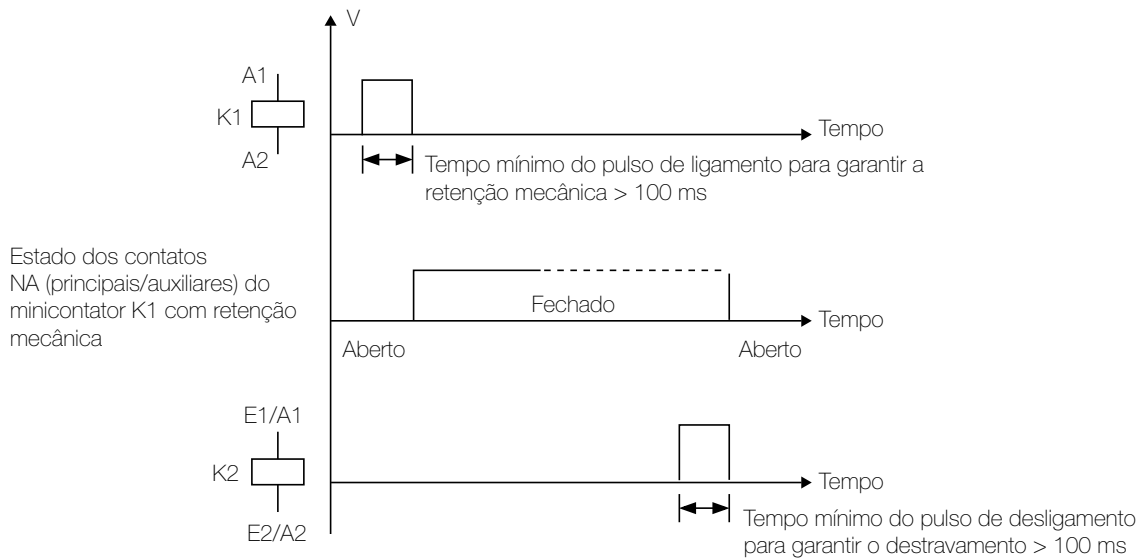 V
A1
K1
A2
Tempo
Tempo mínimo do pulso de ligamento para garantir a
retenção mecânica > 100 ms
Estado dos contatos
NA (principais/auxiliares) do
minicontator K1 com retenção
mecânica
Fechado
Tempo
Aberto
Aberto
E1/A1
K2
E2/A2
Tempo
Tempo mínimo do pulso de desligamento
para garantir o destravamento > 100 ms